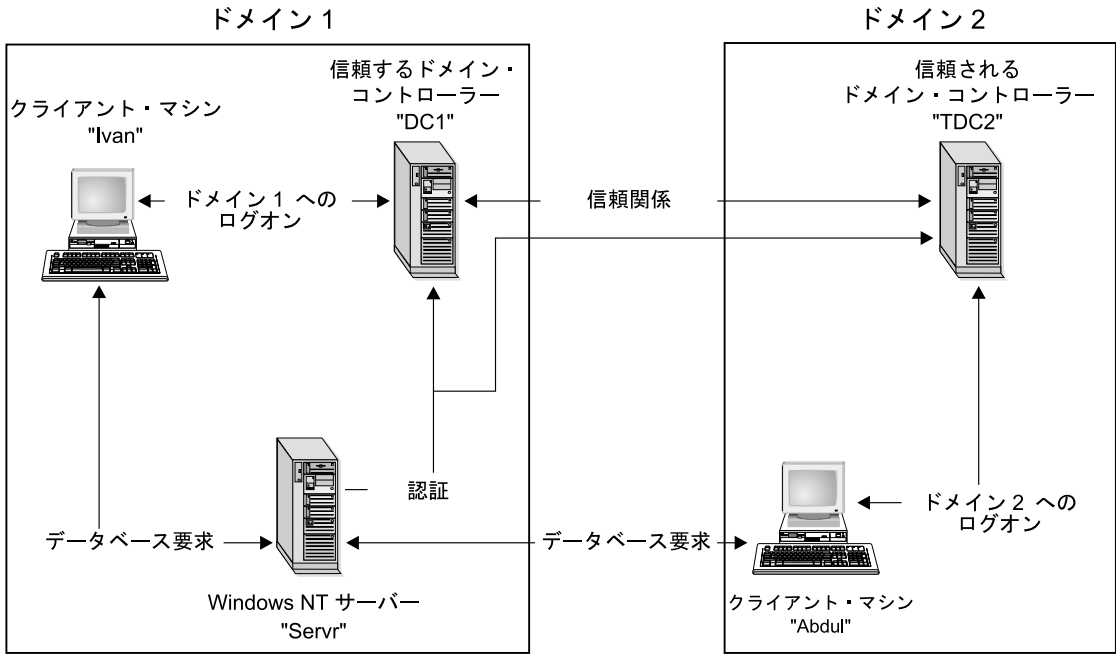 ドメイン 1
ドメイン 2
クライアント・マシン
"Ivan"
信頼するドメイン・
コントローラー
"DC1"
信頼される
ドメイン・コントローラー
"TDC2"
ドメイン 1 への
ログオン
信頼関係
認証
データベース要求
データベース要求
ドメイン 2 への
ログオン
Windows NT サーバー
"Servr"
クライアント・マシン
"Abdul"